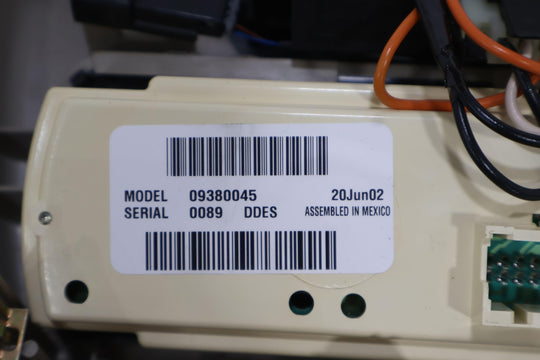 MODEL 09380045 20Jun02
SERIAL 0089 DDES ASSEMBLED IN MEXICO